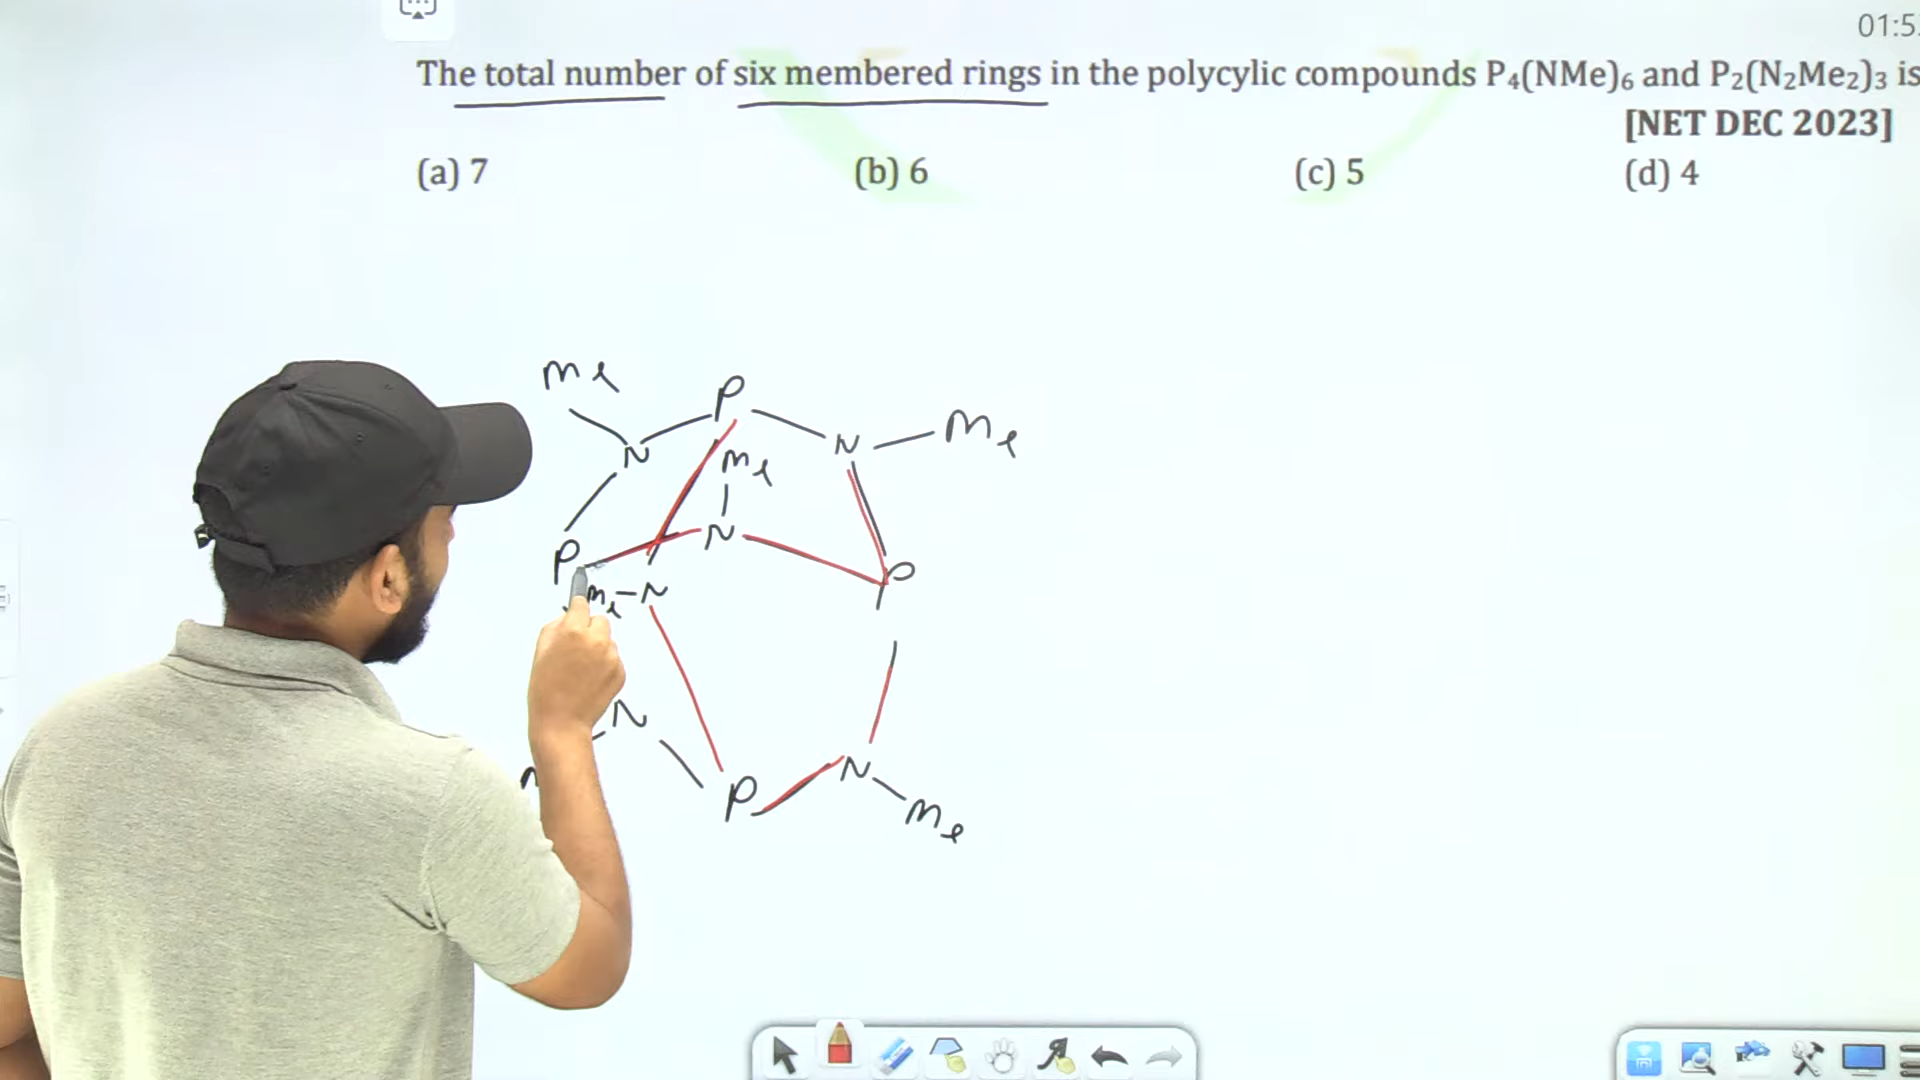 01:5
The total number of six membered rings in the polycylic compounds P₄(NMe)₆ and P₂(N₂Me₂)₃ is
[NET DEC 2023]
(a) 7 (b) 6 (c) 5 (d) 4
Me P
N N Me
Me
P N
Me N P
N
P N
Me